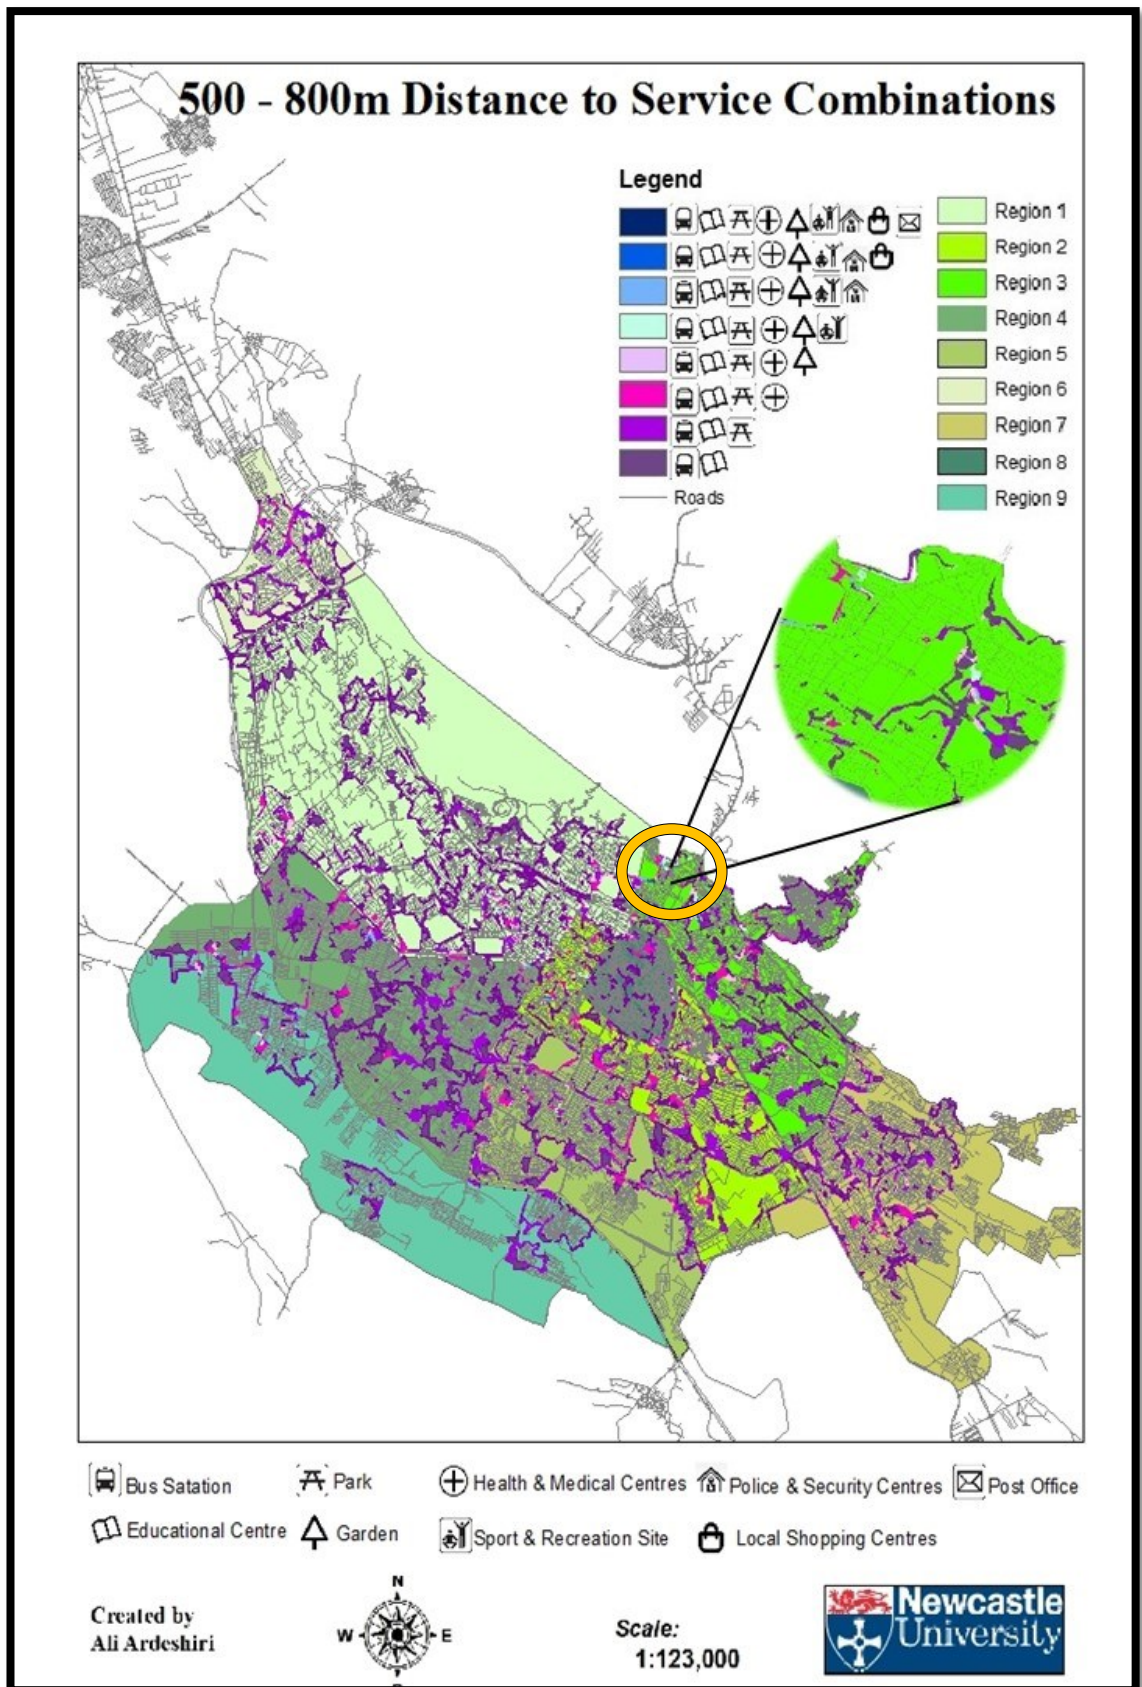 500 - 800m Distance to Service Combinations
Legend
Roads
Region 1
Region 2
Region 3
Region 4
Region 5
Region 6
Region 7
Region 8
Region 9
Bus Satation
Park
Health & Medical Centres
Police & Security Centres
Post Office
Educational Centre
Garden
Sport & Recreation Site
Local Shopping Centres
Created by
Ali Ardeshiri
N
W
E
Scale:
1:123,000
Newcastle
University